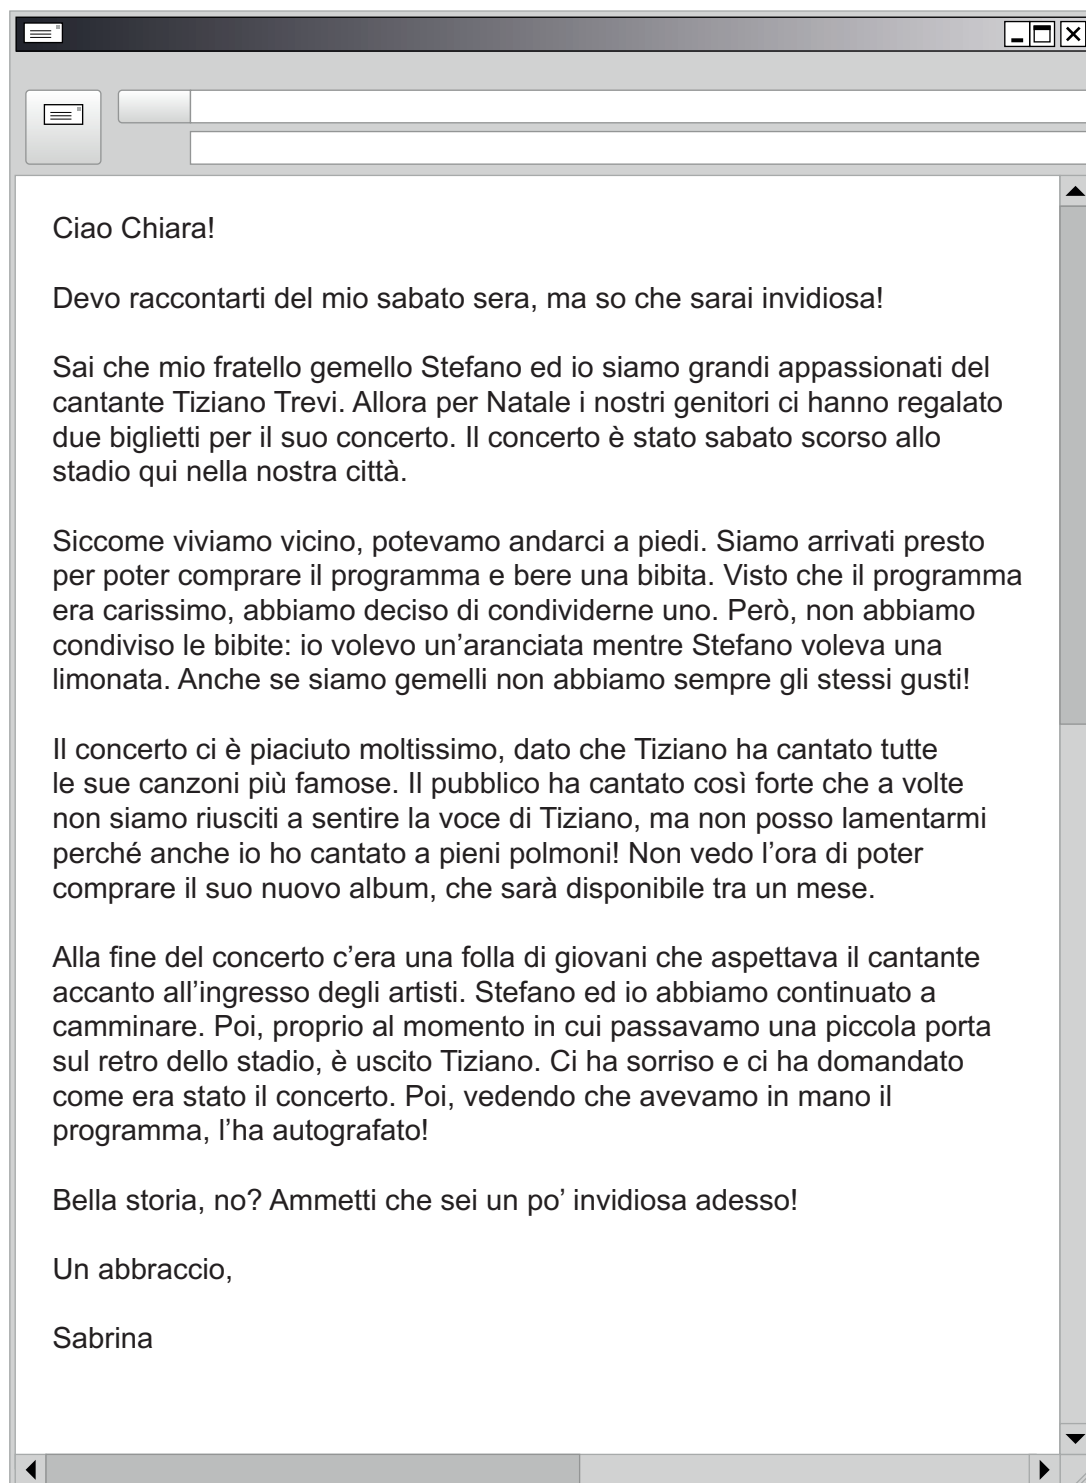 Ciao Chiara!
Devo raccontarti del mio sabato sera, ma so che sarai invidiosa!
Sai che mio fratello gemello Stefano ed io siamo grandi appassionati del
cantante Tiziano Trevi. Allora per Natale i nostri genitori ci hanno regalato
due biglietti per il suo concerto. Il concerto è stato sabato scorso allo
stadio qui nella nostra città.
Siccome viviamo vicino, potevamo andarci a piedi. Siamo arrivati presto
per poter comprare il programma e bere una bibita. Visto che il programma
era carissimo, abbiamo deciso di condividerne uno. Però, non abbiamo
condiviso le bibite: io volevo un’aranciata mentre Stefano voleva una
limonata. Anche se siamo gemelli non abbiamo sempre gli stessi gusti!
Il concerto ci è piaciuto moltissimo, dato che Tiziano ha cantato tutte
le sue canzoni più famose. Il pubblico ha cantato così forte che a volte
non siamo riusciti a sentire la voce di Tiziano, ma non posso lamentarmi
perché anche io ho cantato a pieni polmoni! Non vedo l’ora di poter
comprare il suo nuovo album, che sarà disponibile tra un mese.
Alla fine del concerto c’era una folla di giovani che aspettava il cantante
accanto all’ingresso degli artisti. Stefano ed io abbiamo continuato a
camminare. Poi, proprio al momento in cui passavamo una piccola porta
sul retro dello stadio, è uscito Tiziano. Ci ha sorriso e ci ha domandato
come era stato il concerto. Poi, vedendo che avevamo in mano il
programma, l’ha autografato!
Bella storia, no? Ammetti che sei un po’ invidiosa adesso!
Un abbraccio,
Sabrina